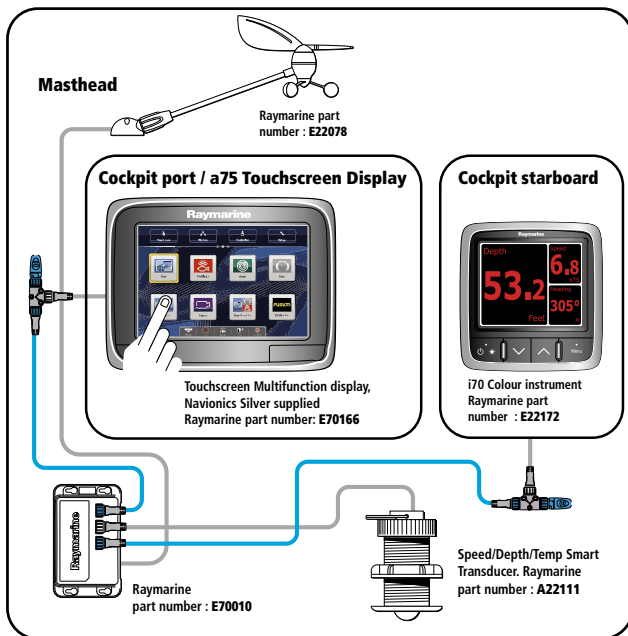 Masthead
Raymarine part
number : E22078
Cockpit port / a75 Touchscreen Display
Raymarine
Touchscreen Multifunction display,
Navionics Silver supplied
Raymarine part number: E70166
Cockpit starboard
Raymarine
Depth
53.2
Feet
Speed
6.8
Heading
305°
Menu
i70 Colour instrument
Raymarine part
number : E22172
Raymarine
Raymarine
part number : E70010
Speed/Depth/Temp Smart
Transducer. Raymarine
part number : A22111